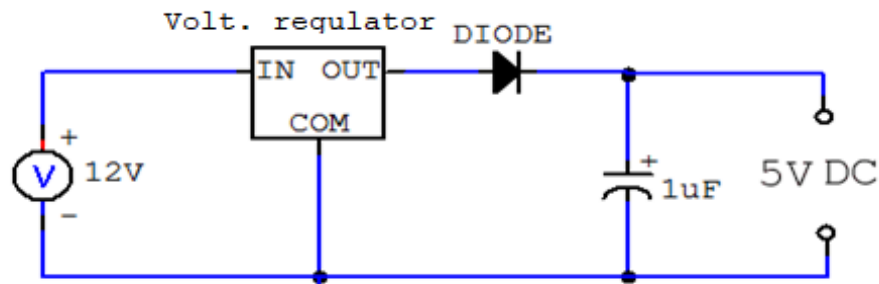 Volt. regulator
DIODE
IN OUT
COM
+
V
12V
-
+
1uF
5V DC